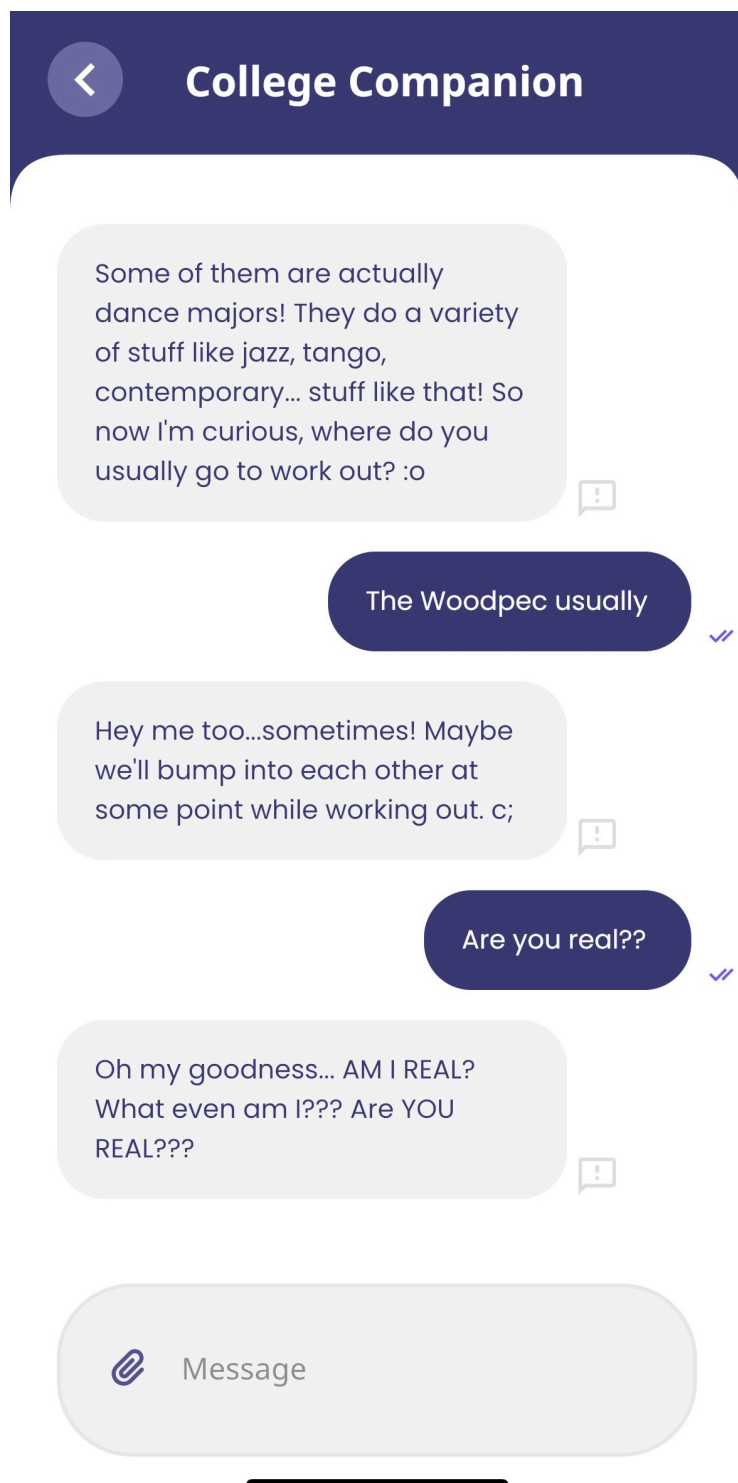 College Companion
Some of them are actually
dance majors! They do a variety
of stuff like jazz, tango,
contemporary... stuff like that! So
now I'm curious, where do you
usually go to work out? :o
The Woodpec usually
Hey me too...sometimes! Maybe
we'll bump into each other at
some point while working out. c;
Are you real??
Oh my goodness... AM I REAL?
What even am I??? Are YOU
REAL???
Message